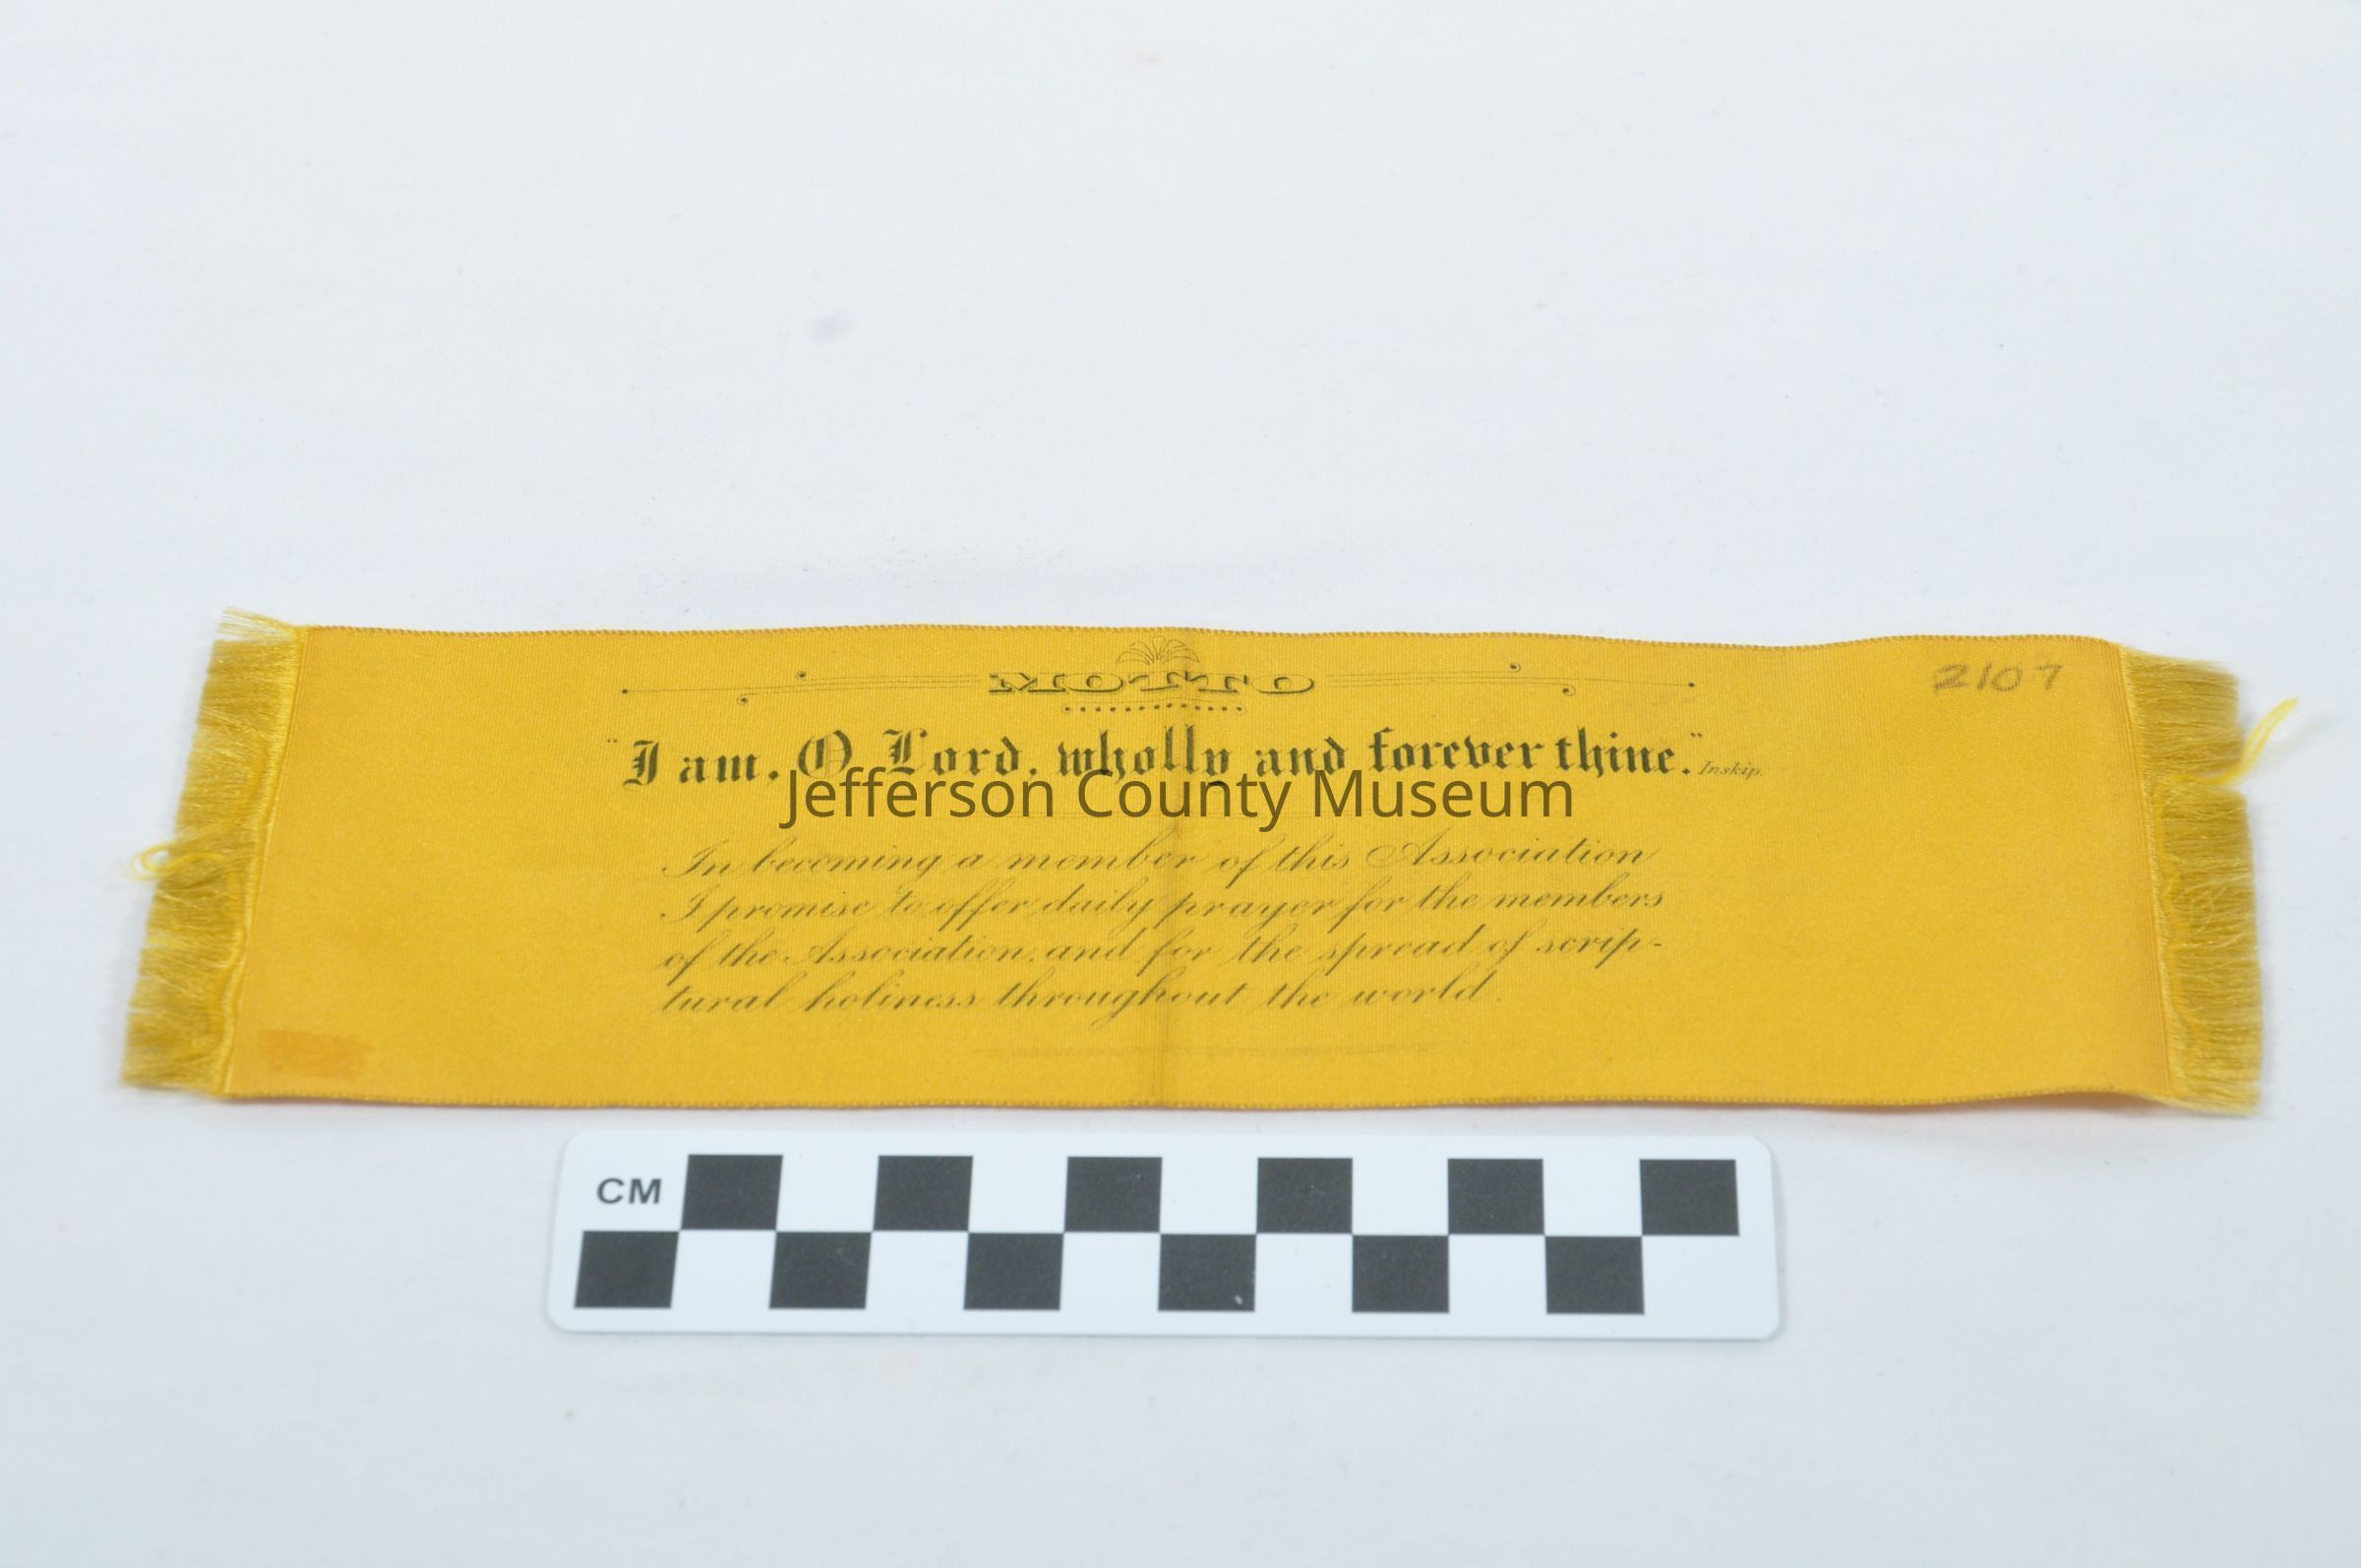 MOTTO
2107
"I am, O Lord, wholly and forever thine." Inskip.
Jefferson County Museum
In becoming a member of this Association
I promise to offer daily prayer for the members
of the Association, and for the spread of scrip-
tural holiness throughout the world.
CM